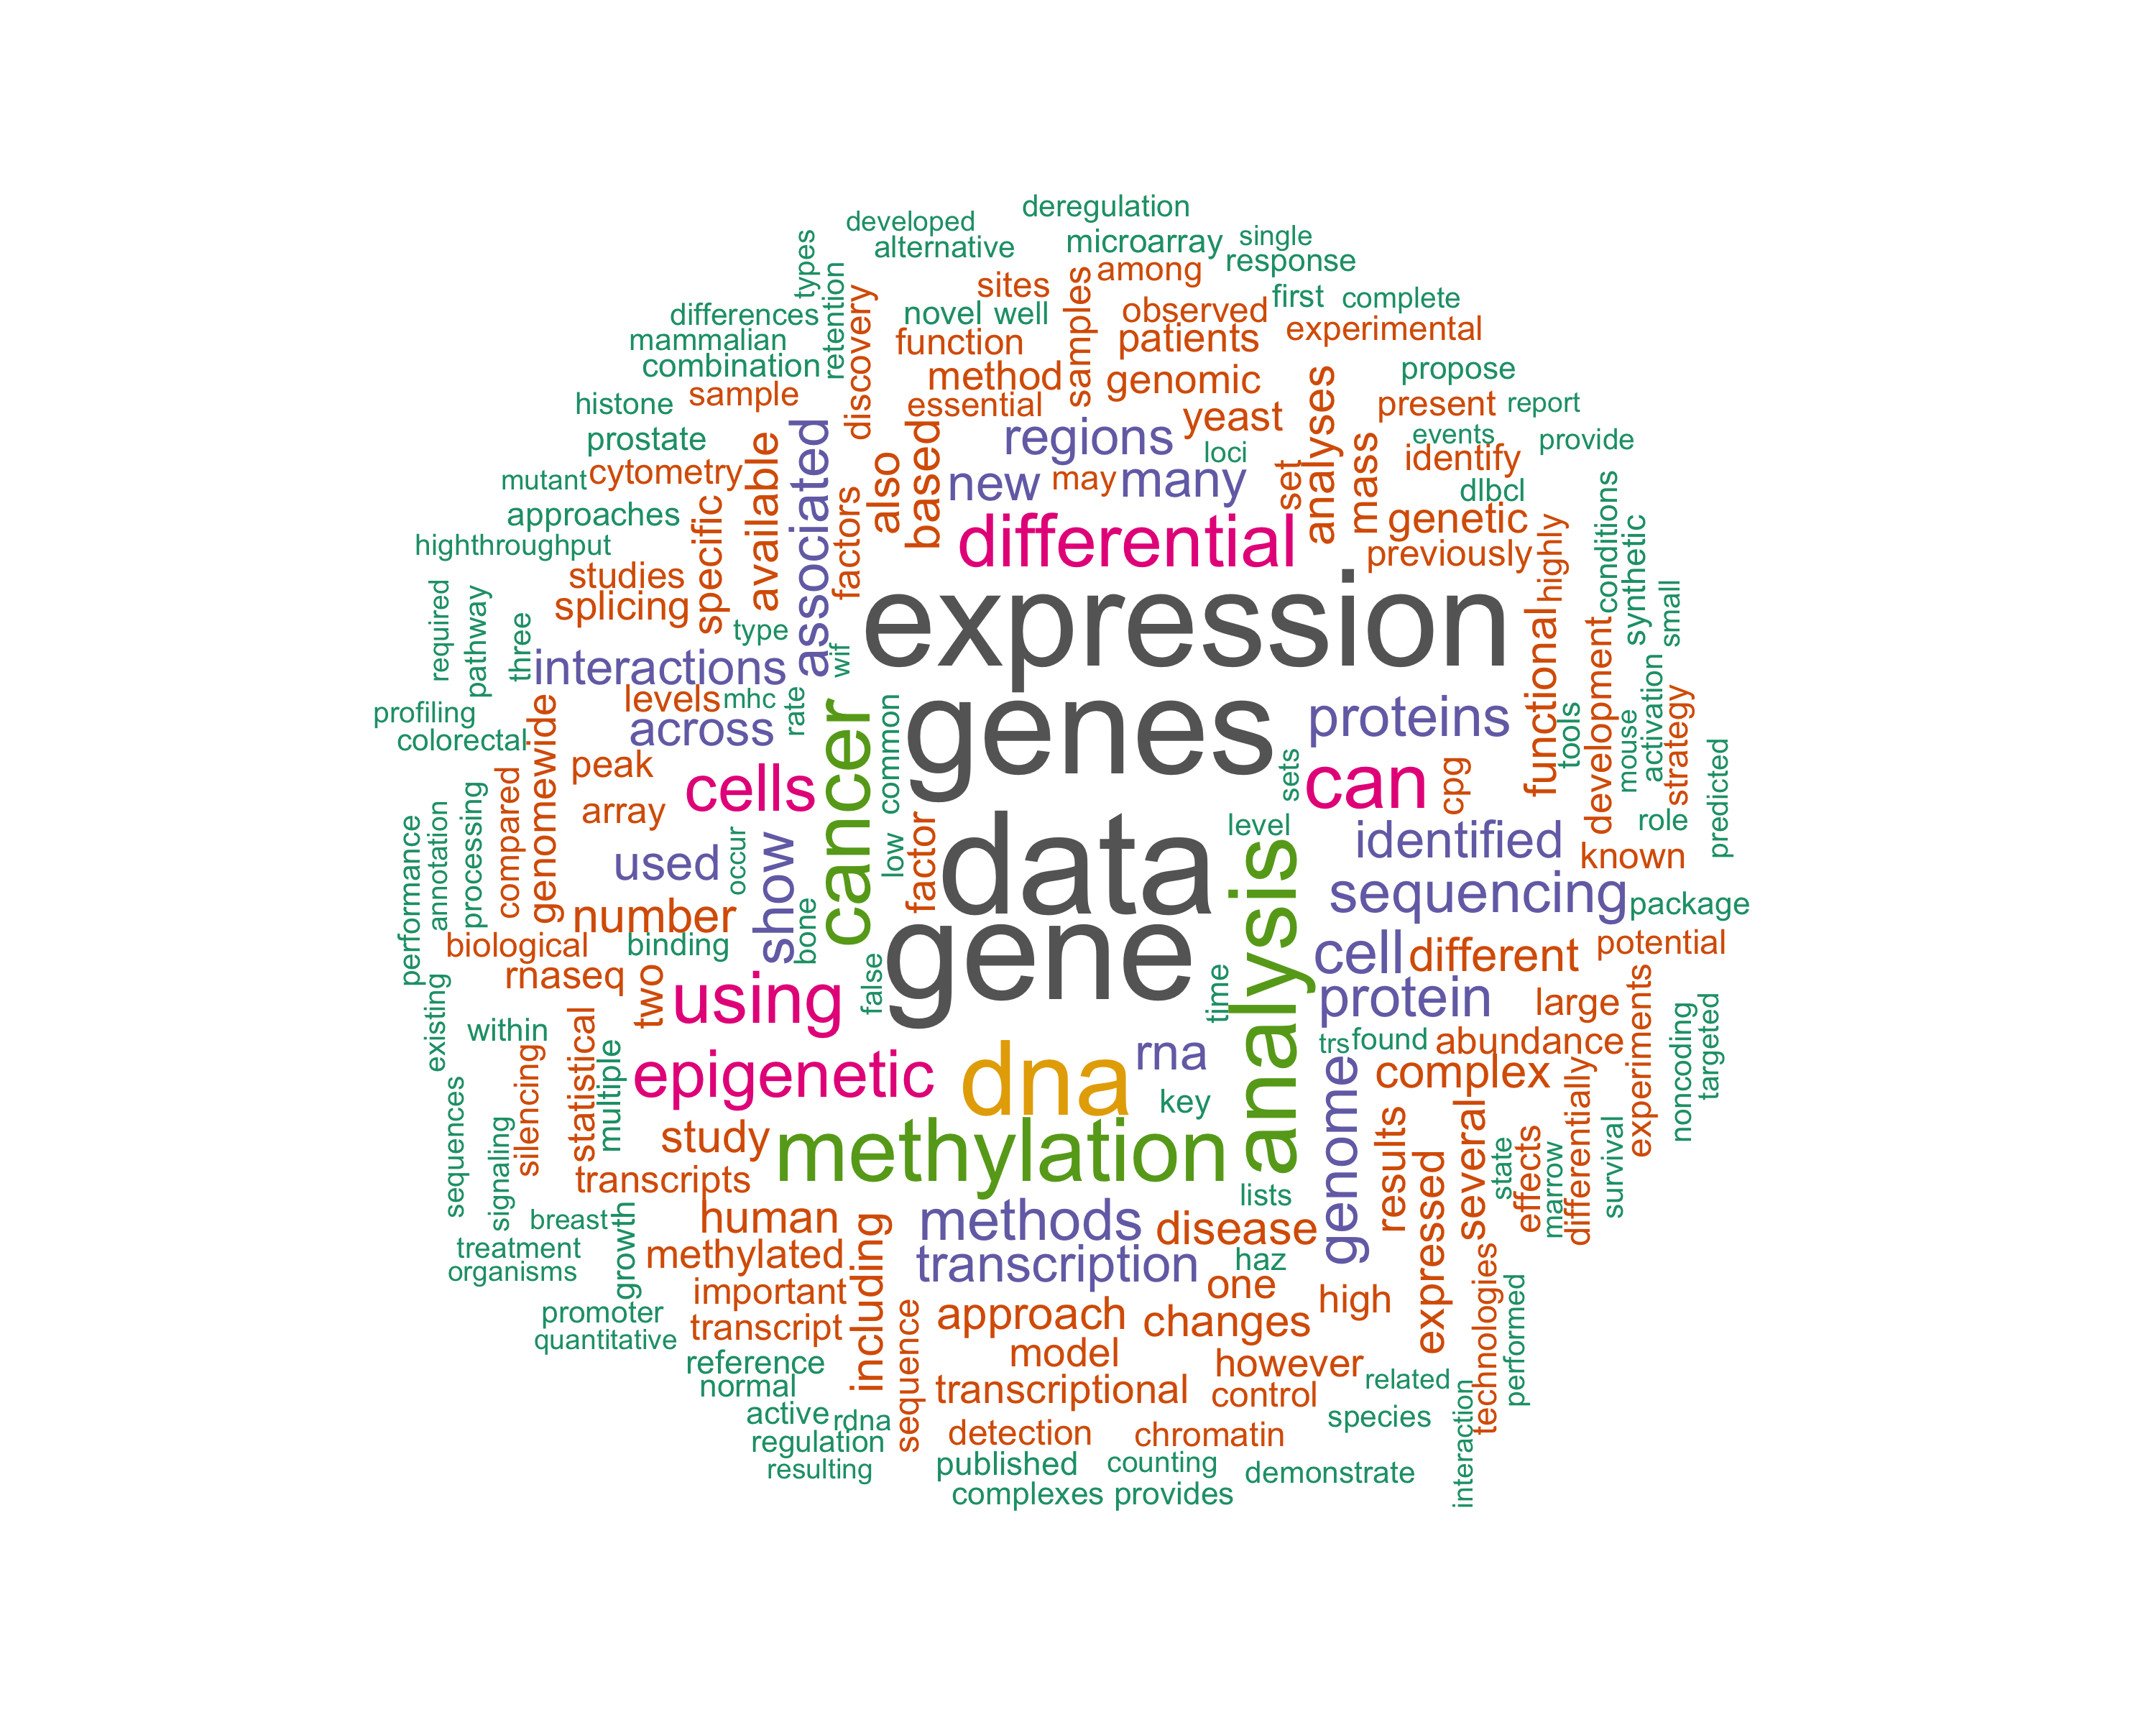 deregulation
developed
alternative
microarray
single
response
types
retention
sites
among
samples
discovery
differences
mammalian
combination
novel
well
observed
first
complete
function
patients
experimental
method
genomic
propose
histone
sample
essential
yeast
analyses
present
report
prostate
associated
regions
loci
events
provide
mutant
cytometry
available
also
based
new
may
many
set
mass
identify
dlbcl
approaches
specific
factors
differential
genetic
highly
conditions
synthetic
highthroughput
previously
studies
splicing
type
wif
expression
functional
development
small
required
pathway
three
interactions
levels
mhc
rate
genes
proteins
tools
mouse
activation
strategy
profiling
colorectal
genomewide
across
cancer
common
sets
can
cpg
predicted
peak
cells
array
compared
processing
annotation
performance
used
occur
show
low
factor
data
level
identified
role
known
analysis
sequencing
package
number
bone
biological
binding
gene
cell
different
potential
rnaseq
two
using
false
time
protein
large
experiments
noncoding
targeted
existing
within
statistical
multiple
silencing
trs
found
abundance
epigenetic
dna
rna
key
genome
complex
differentially
sequences
signaling
study
methylation
results
several
state
effects
marrow
survival
transcripts
lists
expressed
breast
growth
human
including
methods
disease
treatment
organisms
methylated
transcription
haz
technologies
important
one
high
performed
promoter
quantitative
transcript
sequence
approach
changes
model
however
reference
normal
transcriptional
control
related
interaction
active
rdna
species
regulation
detection
chromatin
resulting
published
counting
demonstrate
complexes
provides